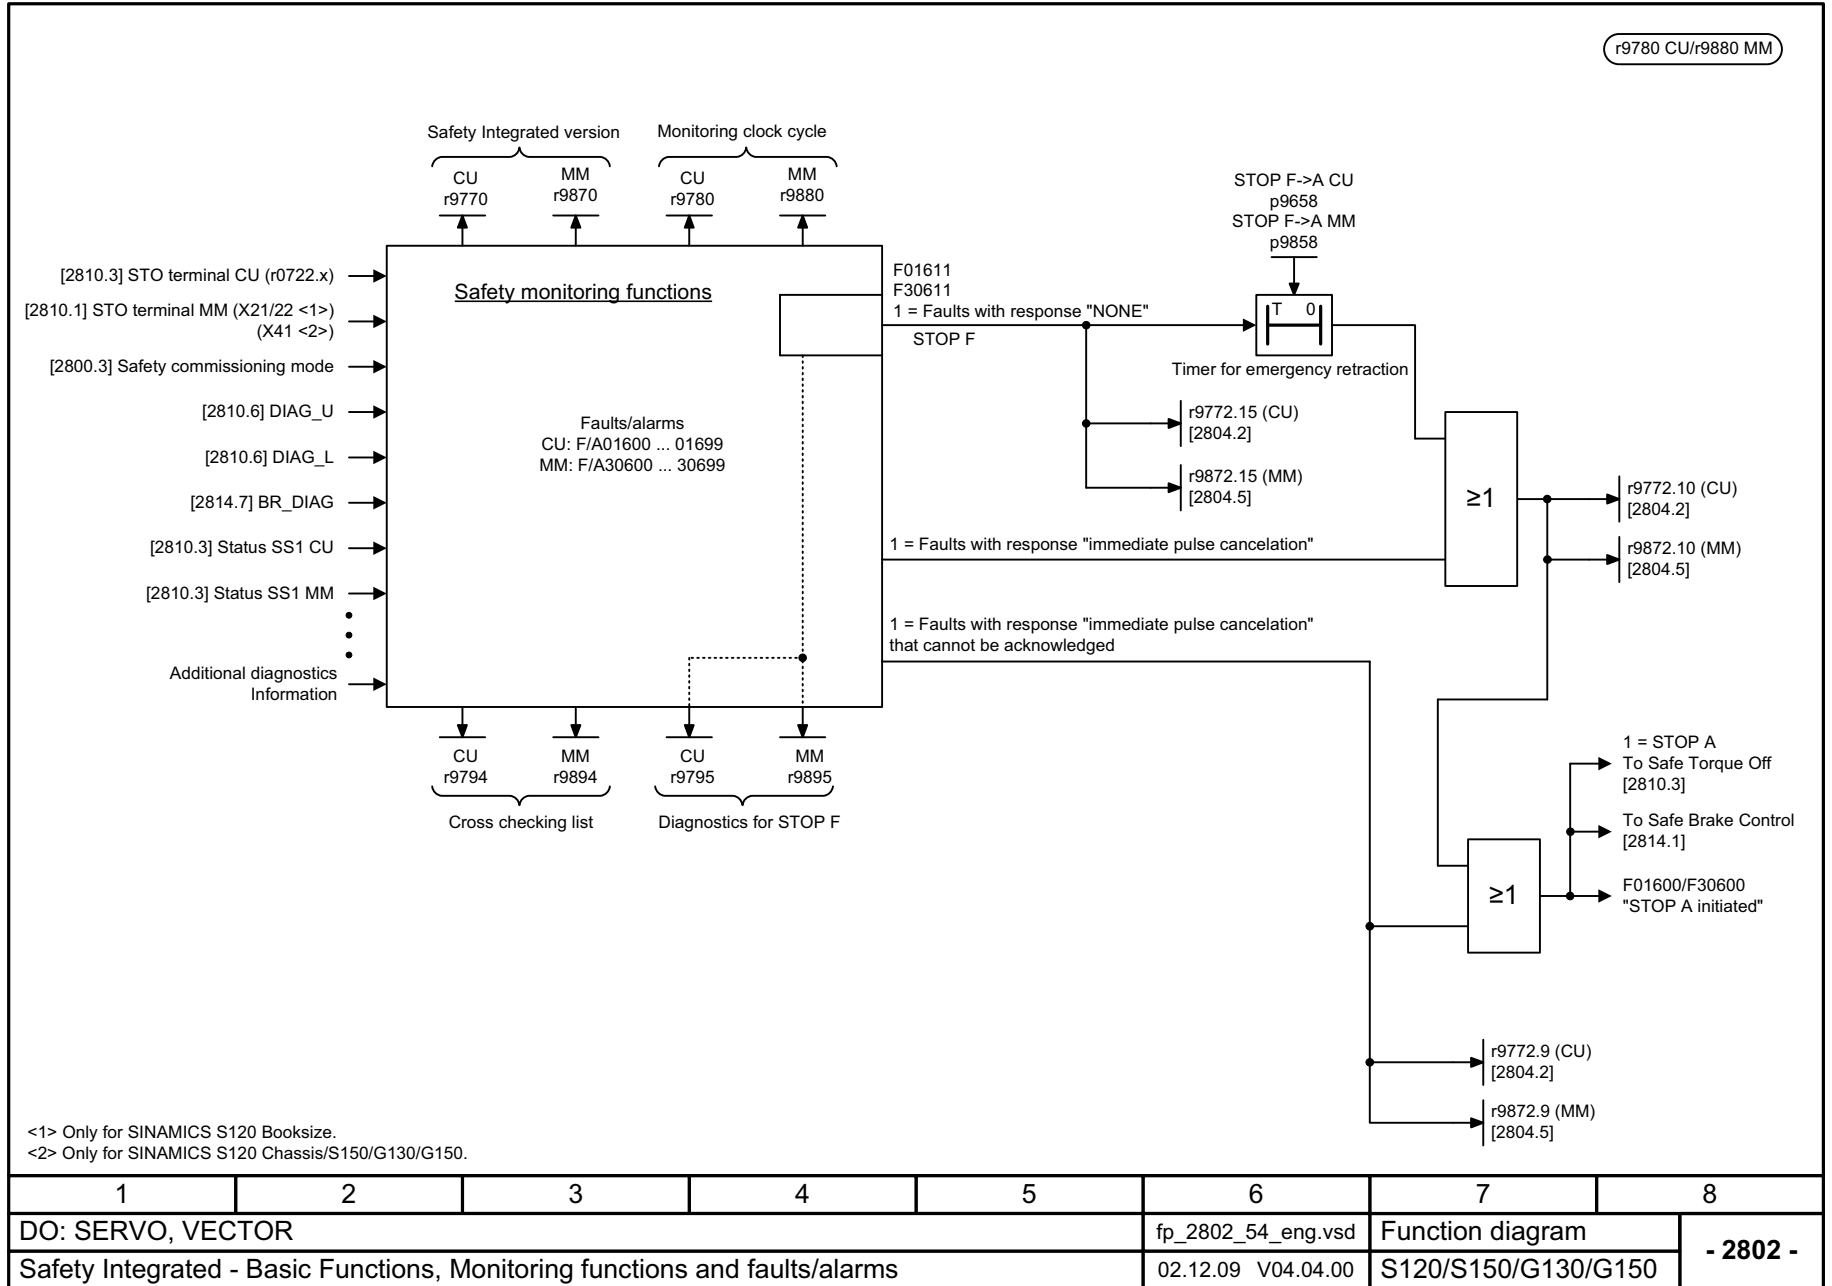 r9780 CU/r9880 MM
Safety Integrated version
Monitoring clock cycle
CU
r9770
MM
r9870
CU
r9780
MM
r9880
STOP F->A CU
p9658
STOP F->A MM
p9858
[2810.3] STO terminal CU (r0722.x)
[2810.1] STO terminal MM (X21/22 <1>)
(X41 <2>)
[2800.3] Safety commissioning mode
[2810.6] DIAG_U
[2810.6] DIAG_L
[2814.7] BR_DIAG
[2810.3] Status SS1 CU
[2810.3] Status SS1 MM
Additional diagnostics
Information
Safety monitoring functions
Faults/alarms
CU: F/A01600 ... 01699
MM: F/A30600 ... 30699
F01611
F30611
1 = Faults with response "NONE"
STOP F
T 0
Timer for emergency retraction
r9772.15 (CU)
[2804.2]
r9872.15 (MM)
[2804.5]
≥1
r9772.10 (CU)
[2804.2]
r9872.10 (MM)
[2804.5]
1 = Faults with response "immediate pulse cancelation"
1 = Faults with response "immediate pulse cancelation"
that cannot be acknowledged
CU
r9794
MM
r9894
CU
r9795
MM
r9895
Cross checking list
Diagnostics for STOP F
1 = STOP A
To Safe Torque Off
[2810.3]
To Safe Brake Control
[2814.1]
≥1
F01600/F30600
"STOP A initiated"
r9772.9 (CU)
[2804.2]
r9872.9 (MM)
[2804.5]
<1> Only for SINAMICS S120 Booksize.
<2> Only for SINAMICS S120 Chassis/S150/G130/G150.
1 2 3 4 5 6 7 8
DO: SERVO, VECTOR
fp_2802_54_eng.vsd
Function diagram
- 2802 -
Safety Integrated - Basic Functions, Monitoring functions and faults/alarms
02.12.09 V04.04.00
S120/S150/G130/G150